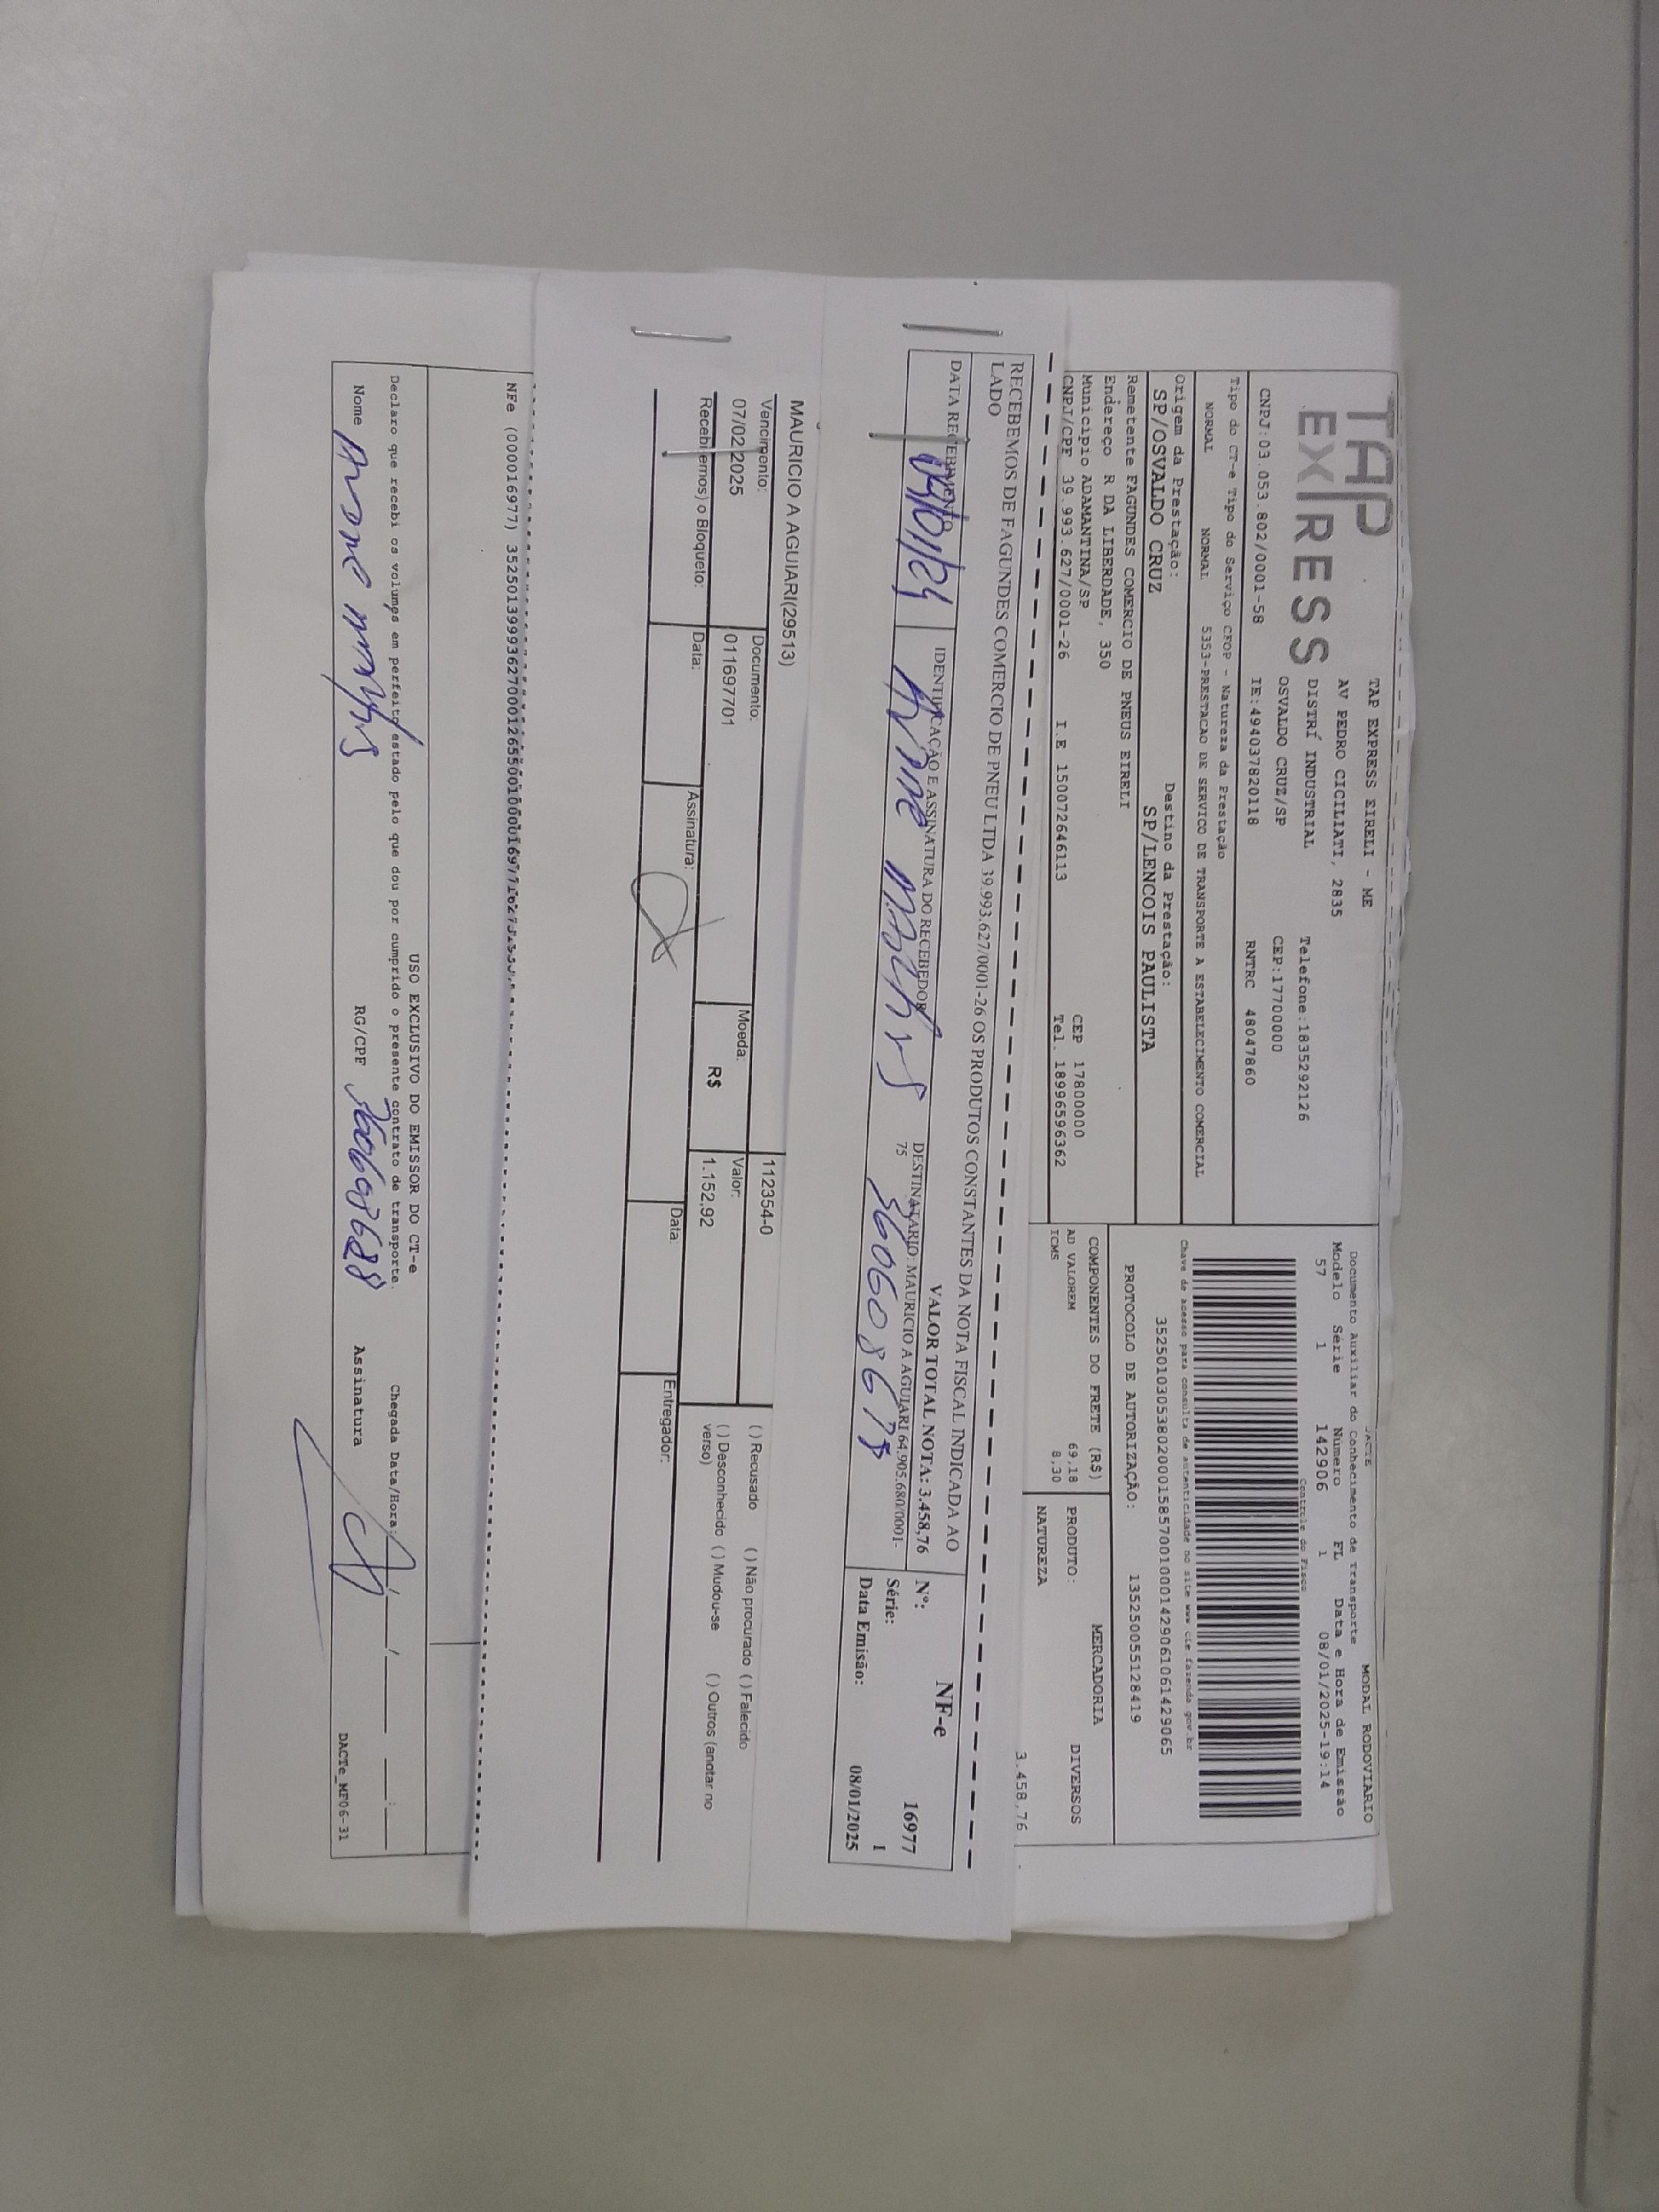 TAP
EXPRESS
TAP EXPRESS EIRELI - ME
AV PEDRO CICILIATI, 2835
DISTRÍ INDUSTRIAL
Telefone:1835292126
OSVALDO CRUZ/SP
CEP:17700000
CNPJ:03.053.802/0001-58
IE:494037820118
RNTRC 48047860
DACTE
MODAL RODOVIARIO
Documento Auxiliar do Conhecimento de Transporte
Modelo Série Número FL Data e Hora de Emissão
57 1 142906 1 08/01/2025-19:14
Controle do Fisco
Chave de acesso para consulta de autenticidade no site www.cte.fazenda.gov.br
35250103053802000158570010001429061061429065
PROTOCOLO DE AUTORIZAÇÃO: 135250055128419
Tipo do CT-e Tipo do Serviço CFOP - Natureza da Prestação
NORMAL NORMAL 5353-PRESTACAO DE SERVICO DE TRANSPORTE A ESTABELECIMENTO COMERCIAL
Origem da Prestação:
SP/OSVALDO CRUZ
Destino da Prestação:
SP/LENCOIS PAULISTA
Remetente FAGUNDES COMERCIO DE PNEUS EIRELI
Endereço R DA LIBERDADE, 350
Municipio ADAMANTINA/SP
CEP 17800000
CNPJ/CPF 39.993.627/0001-26
I.E 150072646113
Tel. 18996596362
COMPONENTES DO FRETE (R$)
AD VALOREM 69,18
ICMS 8,30
MERCADORIA
PRODUTO: DIVERSOS
NATUREZA
3.458,76
RECEBEMOS DE FAGUNDES COMERCIO DE PNEU LTDA 39.993.627/0001-26 OS PRODUTOS CONSTANTES DA NOTA FISCAL INDICADA AO
LADO
VALOR TOTAL NOTA: 3.458,76
DATA RECEBIMENTO
IDENTIFICAÇÃO E ASSINATURA DO RECEBEDOR
DESTINATARIO: MAURICIO A AGUIARI 64.905.680/0001-
75
NF-e
Nº: 16977
Série: 1
Data Emissão: 08/01/2025
MAURICIO A AGUIARI(29513)
112354-0
Vencimento:
07/02/2025
Documento:
011697701
Moeda:
R$
Valor:
1.152,92
( ) Recusado ( ) Não procurado ( ) Falecido
( ) Desconhecido ( ) Mudou-se ( ) Outros (anotar no
verso)
Recebi(emos) o Bloqueto:
Data:
Assinatura:
Data:
Entregador:
USO EXCLUSIVO DO EMISSOR DO CT-e
Declaro que recebi os volumes em perfeito estado pelo que dou por cumprido o presente contrato de transporte.
Chegada Data/Hora:
Nome
RG/CPF
Assinatura
DACTe_MF06-31